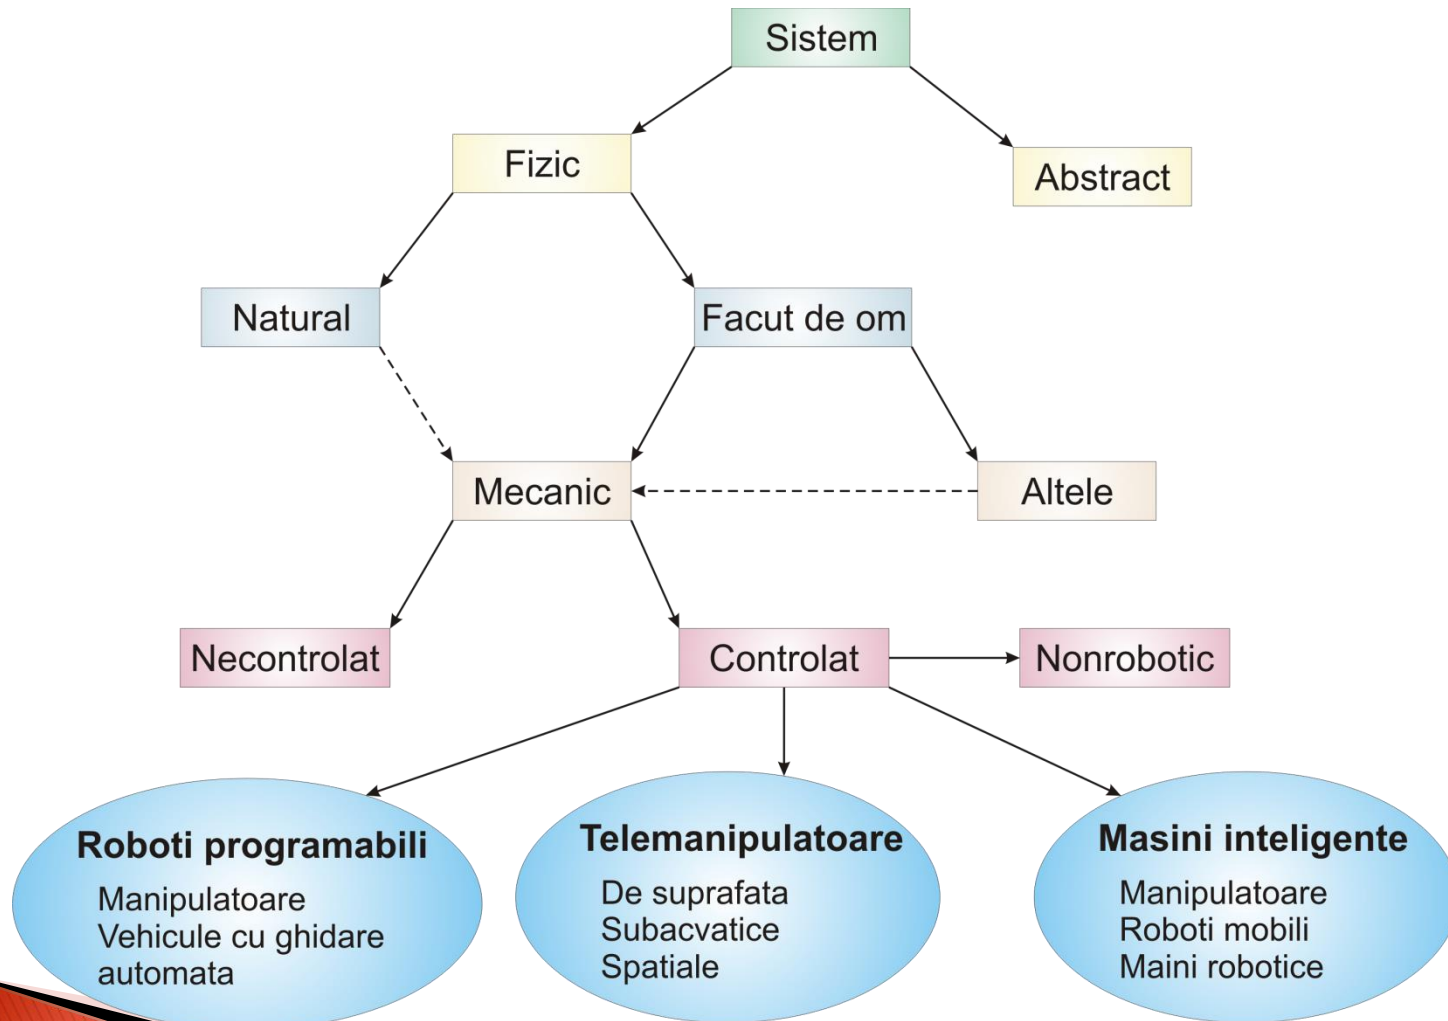 Sistem
Fizic
Abstract
Natural
Facut de om
Mecanic
Altele
Necontrolat
Controlat
Nonrobotic
Roboti programabili
Manipulatoare
Vehicule cu ghidare
automata
Telemanipulatoare
De suprafata
Subacvatice
Spatiale
Masini inteligente
Manipulatoare
Roboti mobili
Maini robotice